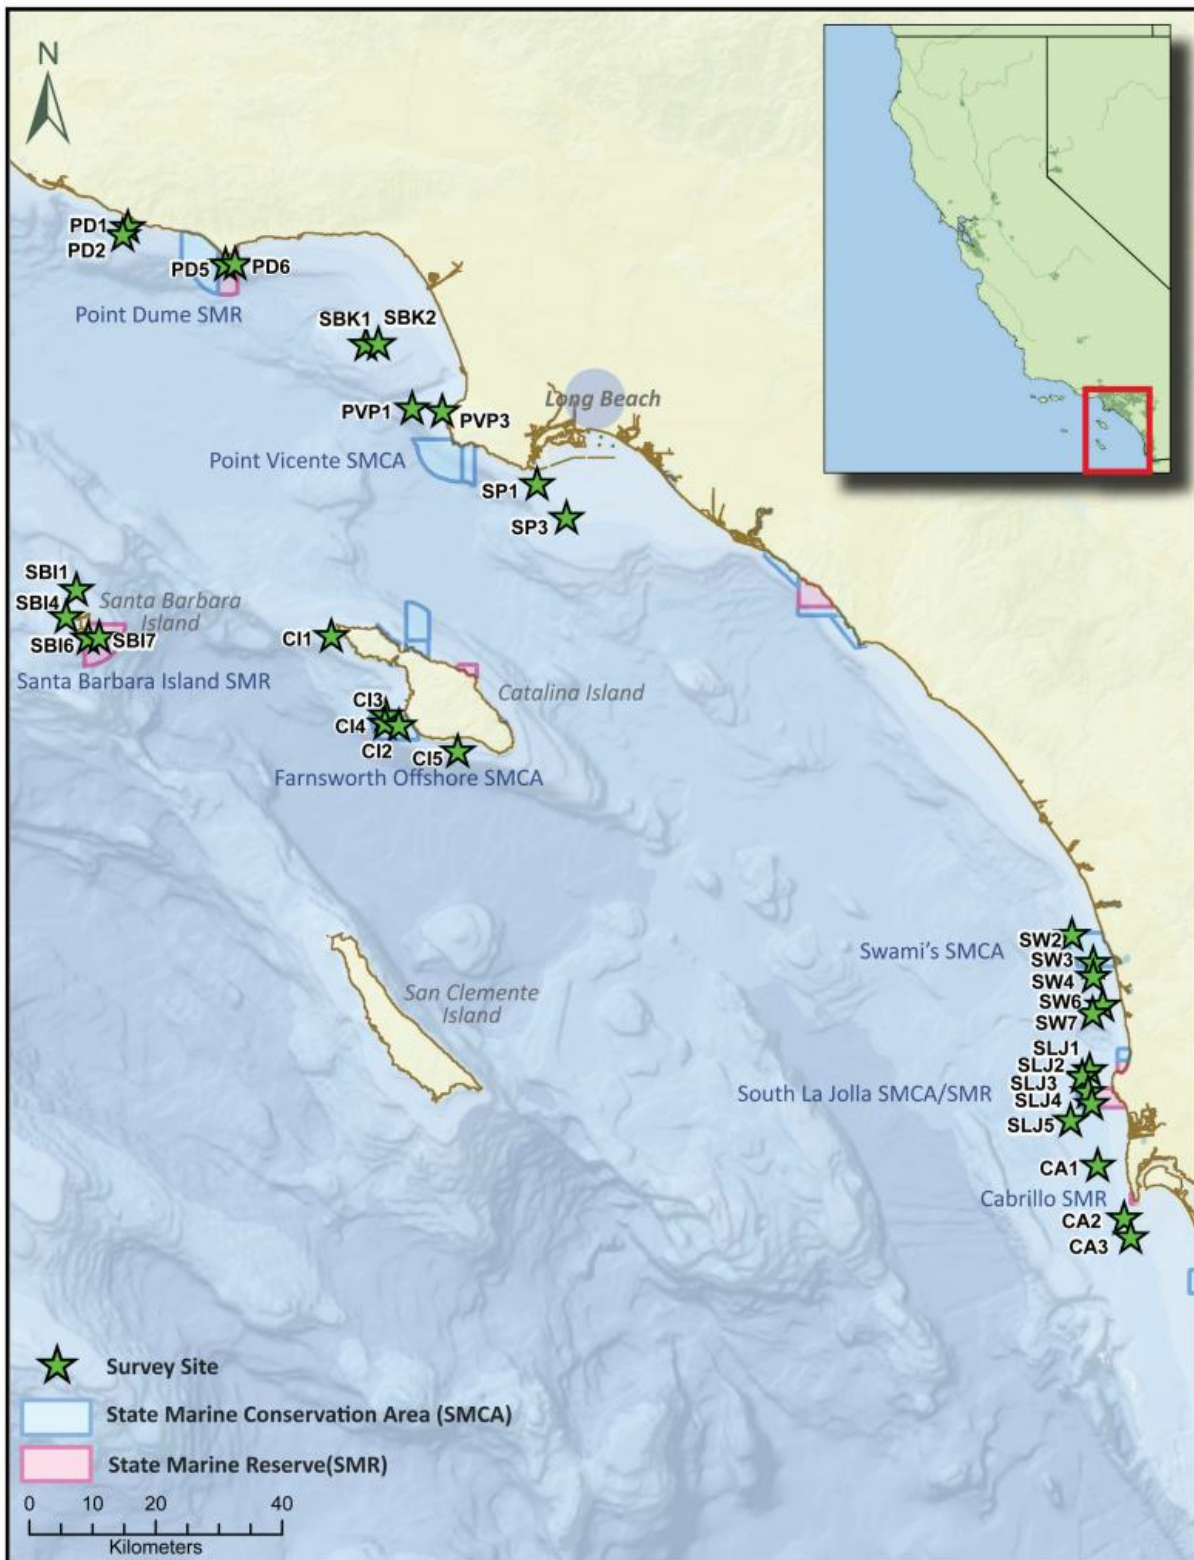 N
PD1
PD2
PD5
PD6
Point Dume SMR
SBK1
SBK2
PVP1
PVP3
Long Beach
Point Vicente SMCA
SP1
SP3
SBI1
SBI4
Santa Barbara
Island
SBI6
SBI7
CI1
Santa Barbara Island SMR
Catalina Island
CI3
CI4
CI2
CI5
Farnsworth Offshore SMCA
SW2
Swami's SMCA
SW3
SW4
San Clemente
Island
SW6
SW7
SLJ1
SLJ2
SLJ3
South La Jolla SMCA/SMR
SLJ4
SLJ5
CA1
Cabrillo SMR
CA2
CA3
Survey Site
State Marine Conservation Area (SMCA)
State Marine Reserve(SMR)
0 10 20 40
Kilometers